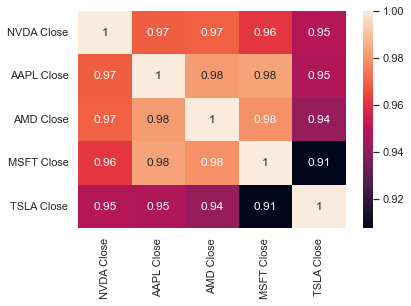 NVDA Close 1 0.97 0.97 0.96 0.95
AAPL Close 0.97 1 0.98 0.98 0.95
AMD Close 0.97 0.98 1 0.98 0.94
MSFT Close 0.96 0.98 0.98 1 0.91
TSLA Close 0.95 0.95 0.94 0.91 1
NVDA Close
AAPL Close
AMD Close
MSFT Close
TSLA Close
1.00
0.98
0.96
0.94
0.92